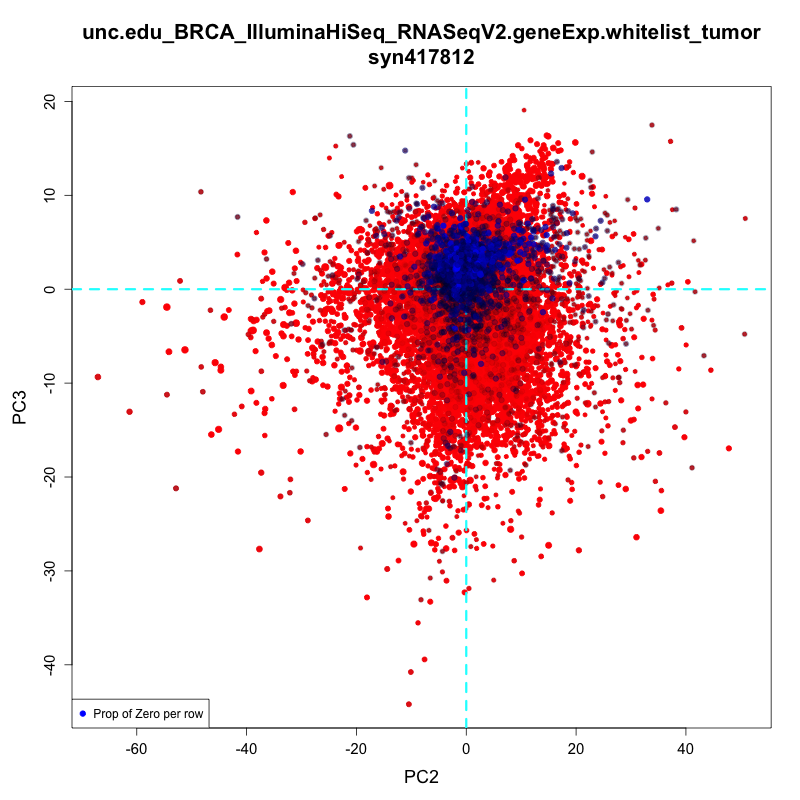 unc.edu_BRCA_IlluminaHiSeq_RNASeqV2.geneExp.whitelist_tumor
syn417812
20
10
0
-10
-20
-30
-40
PC3
Prop of Zero per row
-60 -40 -20 0 20 40
PC2